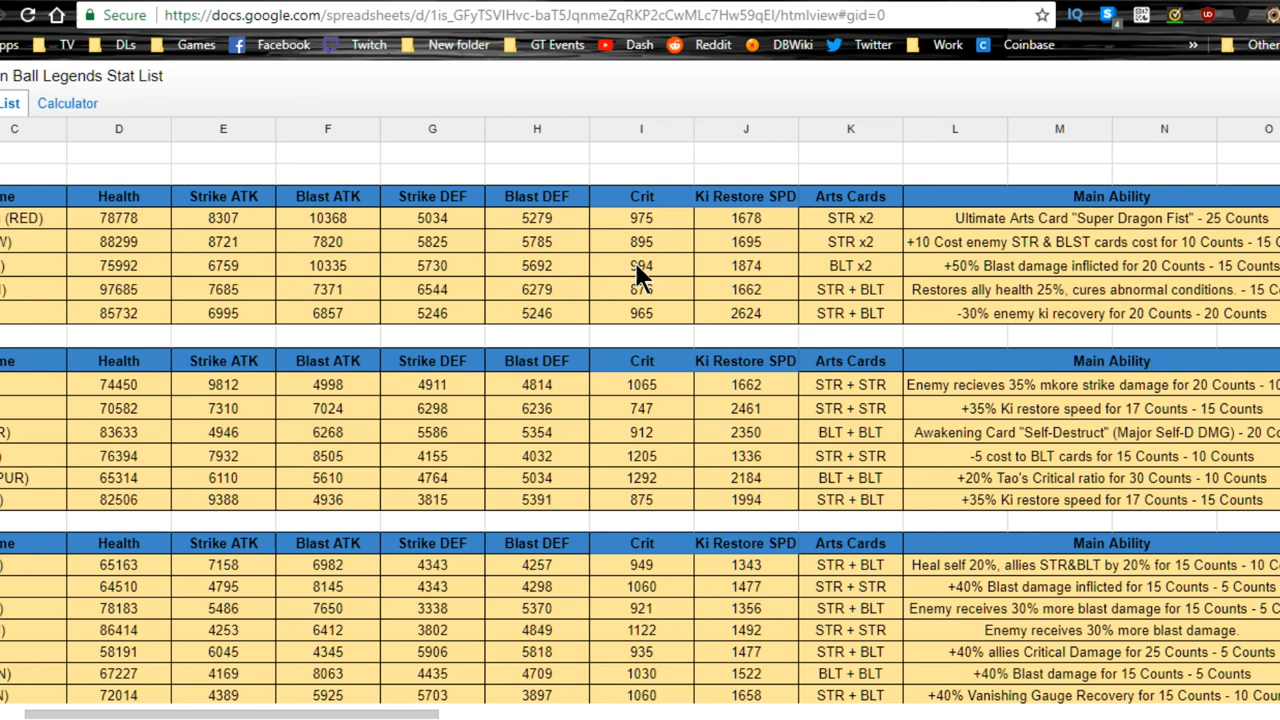 Secure https://docs.google.com/spreadsheets/d/1is_GFyTSVIHvc-baT5JqnmeZqRKP2cCwMLc7Hw59qEI/htmlview#gid=0
pps TV DLs Games Facebook Twitch New folder GT Events Dash Reddit DBWiki Twitter Work Coinbase » Other
n Ball Legends Stat List
List Calculator
C D E F G H I J K L M N O
me Health Strike ATK Blast ATK Strike DEF Blast DEF Crit Ki Restore SPD Arts Cards Main Ability
(RED) 78778 8307 10368 5034 5279 975 1678 STR x2 Ultimate Arts Card "Super Dragon Fist" - 25 Counts
W) 88299 8721 7820 5825 5785 895 1695 STR x2 +10 Cost enemy STR & BLST cards cost for 10 Counts - 15 C
) 75992 6759 10335 5730 5692 994 1874 BLT x2 +50% Blast damage inflicted for 20 Counts - 15 Counts
) 97685 7685 7371 6544 6279 1662 STR + BLT Restores ally health 25%, cures abnormal conditions. - 15 Co
85732 6995 6857 5246 5246 965 2624 STR + BLT -30% enemy ki recovery for 20 Counts - 20 Counts
me Health Strike ATK Blast ATK Strike DEF Blast DEF Crit Ki Restore SPD Arts Cards Main Ability
74450 9812 4998 4911 4814 1065 1662 STR + STR Enemy recieves 35% mkore strike damage for 20 Counts - 10
70582 7310 7024 6298 6236 747 2461 STR + STR +35% Ki restore speed for 17 Counts - 15 Counts
R) 83633 4946 6268 5586 5354 912 2350 BLT + BLT Awakening Card "Self-Destruct" (Major Self-D DMG) - 20 Co
) 76394 7932 8505 4155 4032 1205 1336 STR + STR -5 cost to BLT cards for 15 Counts - 10 Counts
PUR) 65314 6110 5610 4764 5034 1292 2184 BLT + BLT +20% Tao's Critical ratio for 30 Counts - 10 Counts
) 82506 9388 4936 3815 5391 875 1994 STR + BLT +35% Ki restore speed for 17 Counts - 15 Counts
me Health Strike ATK Blast ATK Strike DEF Blast DEF Crit Ki Restore SPD Arts Cards Main Ability
) 65163 7158 6982 4343 4257 949 1343 STR + BLT Heal self 20%, allies STR&BLT by 20% for 15 Counts - 10 C
64510 4795 8145 4343 4298 1060 1477 STR + STR +40% Blast damage inflicted for 15 Counts - 5 Counts
) 78183 5486 7650 3338 5370 921 1356 STR + BLT Enemy receives 30% more blast damage for 15 Counts - 5 C
) 86414 4253 6412 3802 4849 1122 1492 STR + STR Enemy receives 30% more blast damage.
58191 6045 4345 5906 5818 935 1477 STR + BLT +40% allies Critical Damage for 25 Counts - 5 Counts
N) 67227 4169 8063 4435 4709 1030 1522 BLT + BLT +40% Blast damage for 15 Counts - 5 Counts
N) 72014 4389 5925 5703 3897 1060 1658 STR + BLT +40% Vanishing Gauge Recovery for 15 Counts - 10 Coun